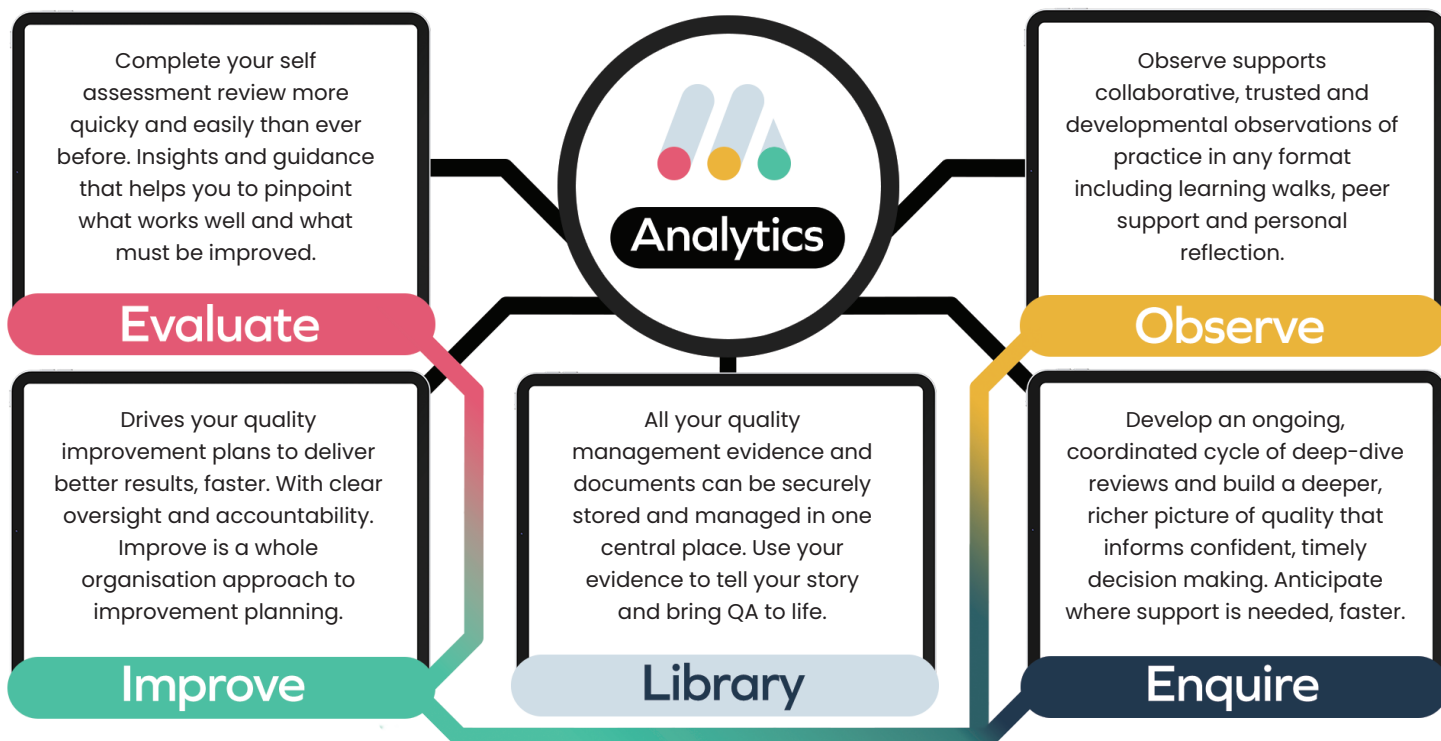 Complete your self
assessment review more
quicky and easily than ever
before. Insights and guidance
that helps you to pinpoint
what works well and what
must be improved.
Evaluate
Analytics
Observe supports
collaborative, trusted and
developmental observations of
practice in any format
including learning walks, peer
support and personal
reflection.
Observe
Drives your quality
improvement plans to deliver
better results, faster. With clear
oversight and accountability.
Improve is a whole
organisation approach to
improvement planning.
Improve
All your quality
management evidence and
documents can be securely
stored and managed in one
central place. Use your
evidence to tell your story
and bring QA to life.
Library
Develop an ongoing,
coordinated cycle of deep-dive
reviews and build a deeper,
richer picture of quality that
informs confident, timely
decision making. Anticipate
where support is needed, faster.
Enquire